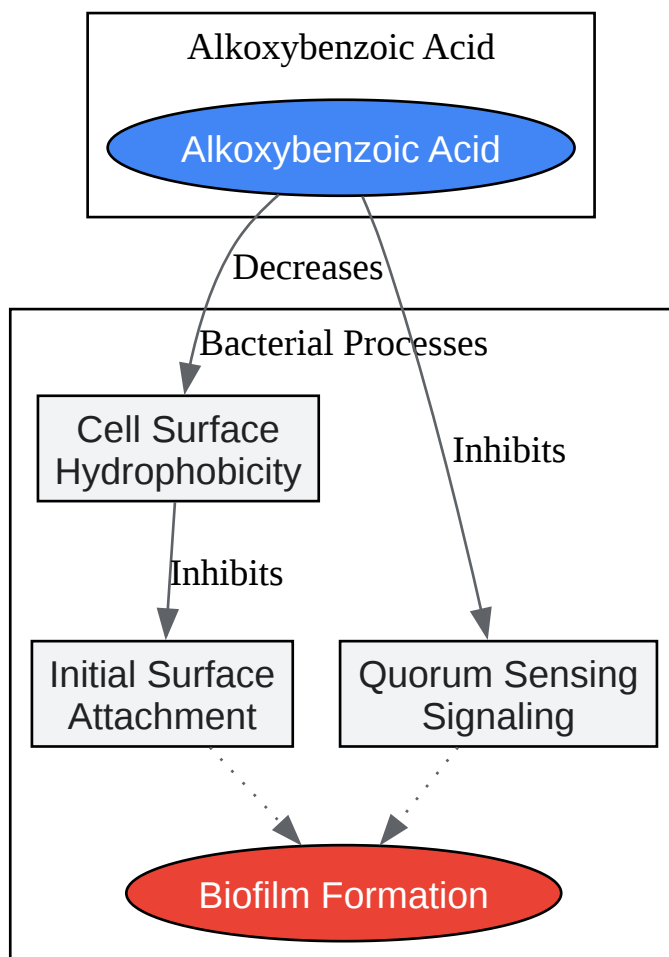 Alkoxybenzoic Acid
Alkoxybenzoic Acid
Decreases
Bacterial Processes
Cell Surface
Hydrophobicity
Inhibits
Inhibits
Initial Surface
Attachment
Quorum Sensing
Signaling
Biofilm Formation